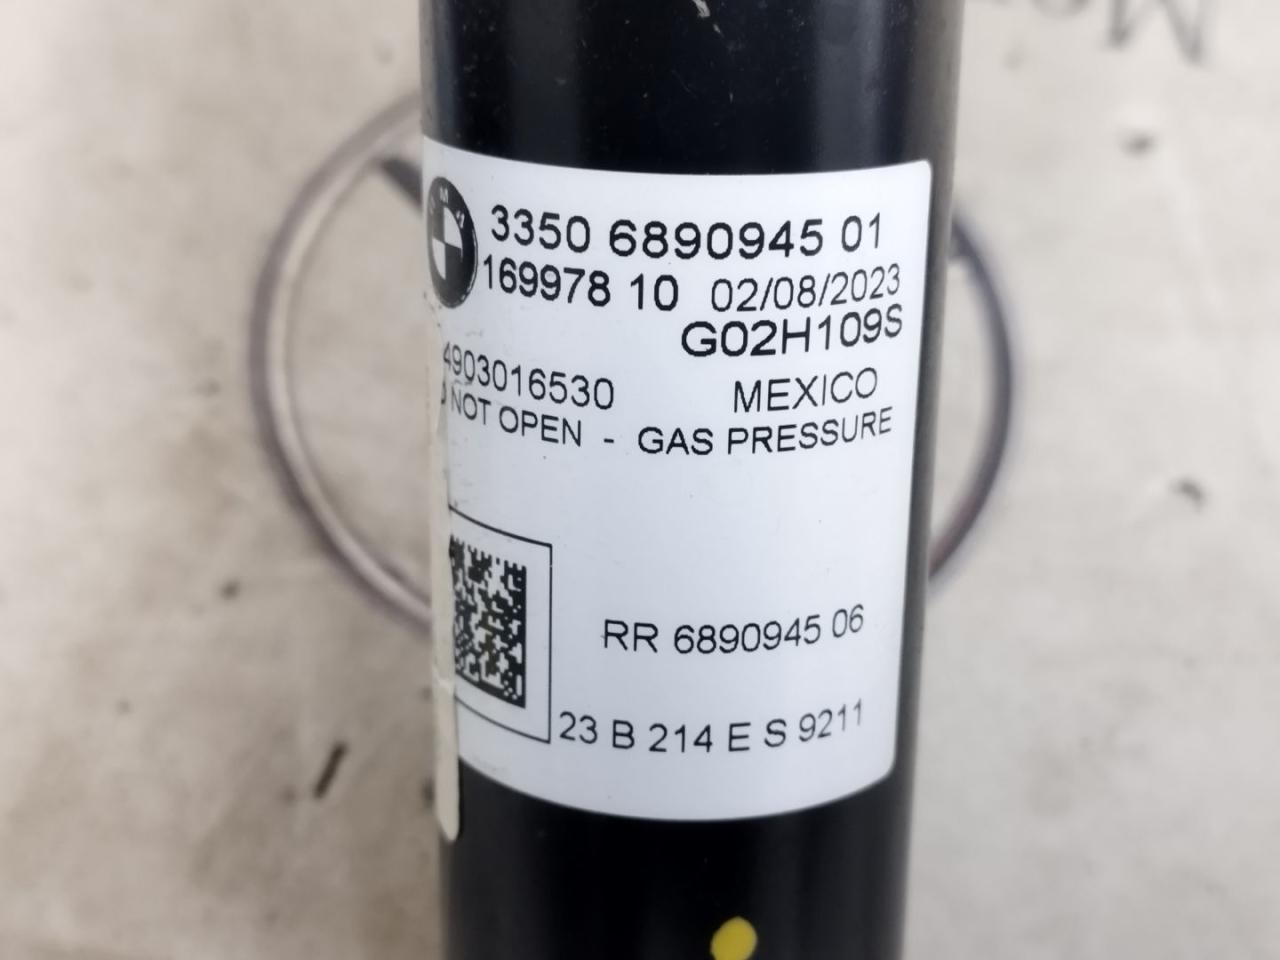 3350 6890945 01
169978 10 02/08/2023
G02H109S
4903016530 MEXICO
NOT OPEN - GAS PRESSURE
RR 6890945 06
23 B 214 E S 9211